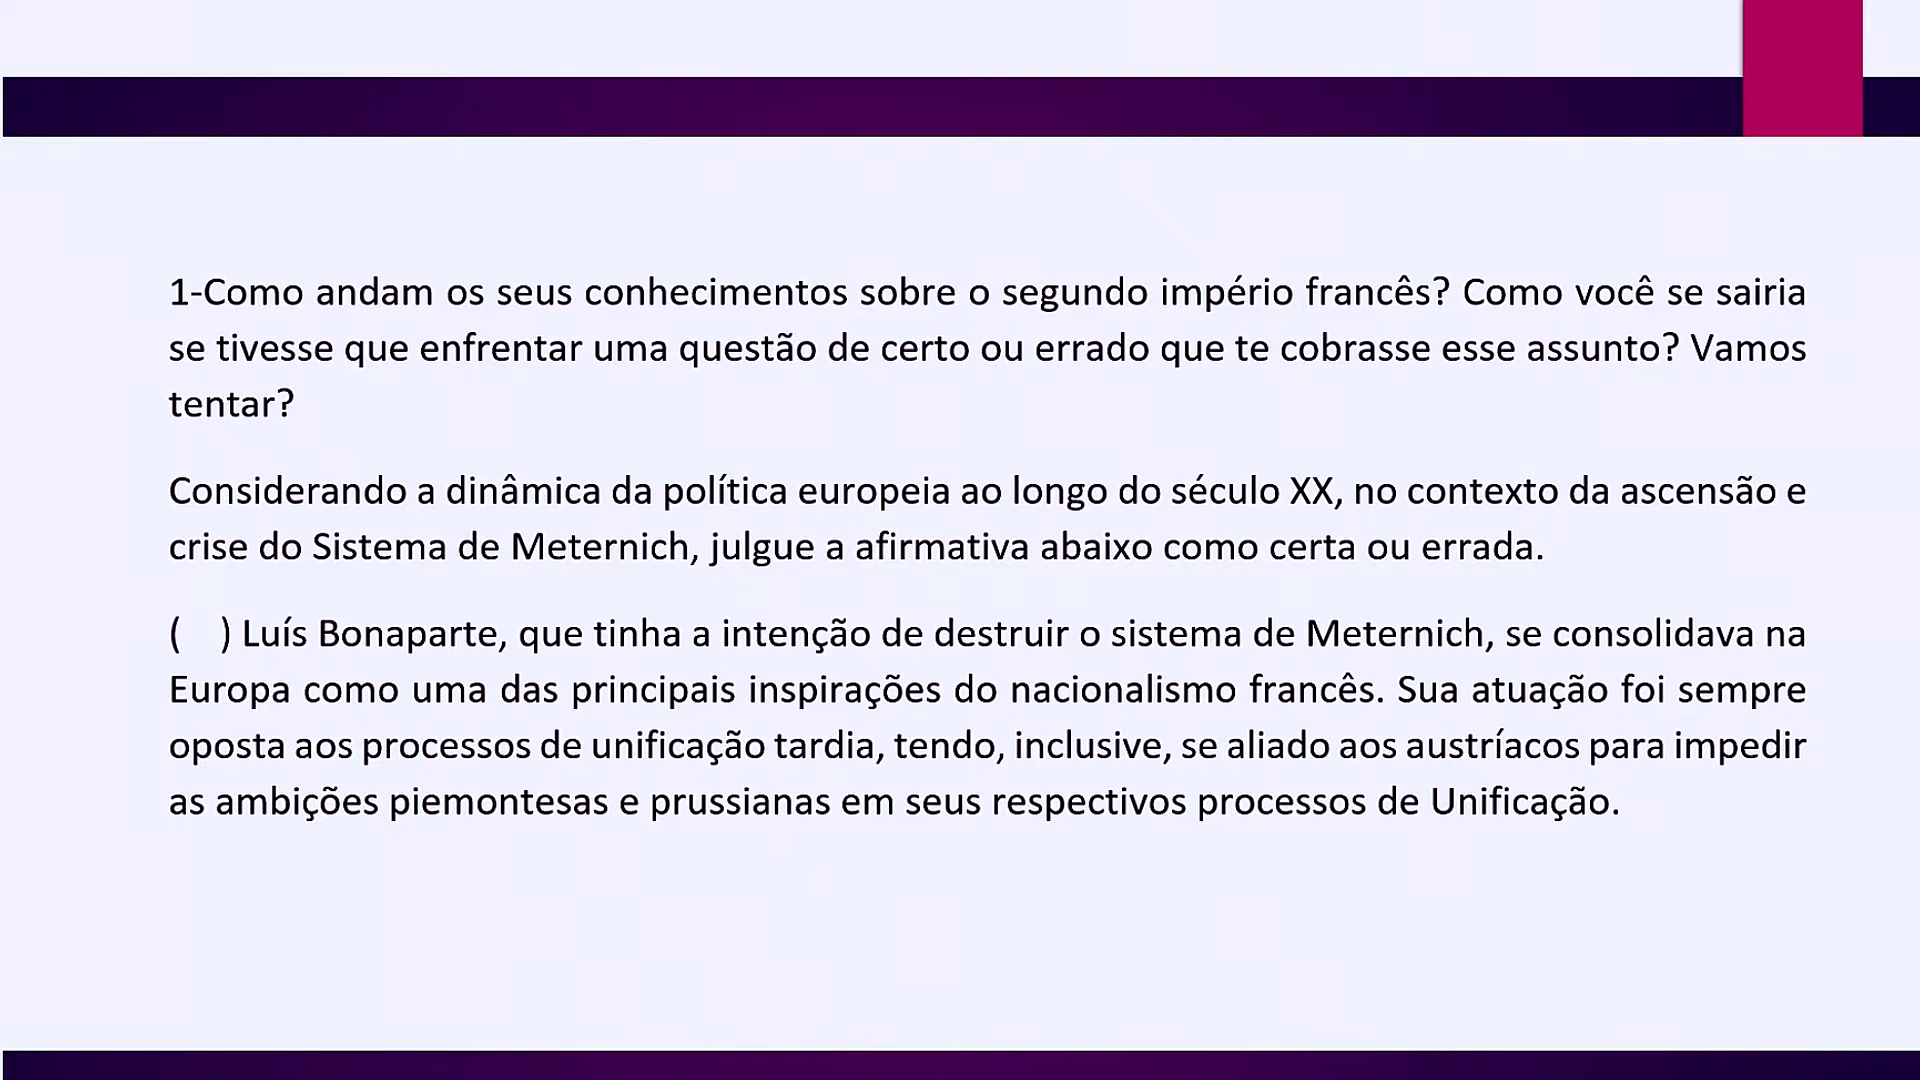 1-Como andam os seus conhecimentos sobre o segundo império francês? Como você se sairia
se tivesse que enfrentar uma questão de certo ou errado que te cobrasse esse assunto? Vamos
tentar?
Considerando a dinâmica da política europeia ao longo do século XX, no contexto da ascensão e
crise do Sistema de Meternich, julgue a afirmativa abaixo como certa ou errada.
( ) Luís Bonaparte, que tinha a intenção de destruir o sistema de Meternich, se consolidava na
Europa como uma das principais inspirações do nacionalismo francês. Sua atuação foi sempre
oposta aos processos de unificação tardia, tendo, inclusive, se aliado aos austríacos para impedir
as ambições piemontesas e prussianas em seus respectivos processos de Unificação.